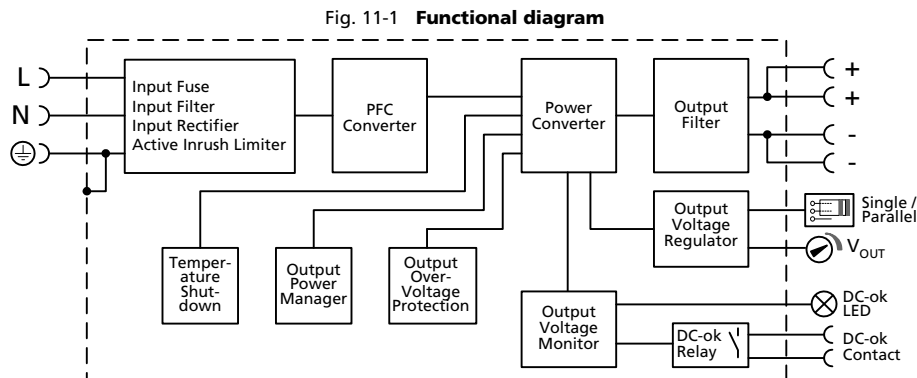 Fig. 11-1 Functional diagram
L
N
Input Fuse
Input Filter
Input Rectifier
Active Inrush Limiter
PFC
Converter
Power
Converter
Output
Filter
+
+
-
-
Output
Voltage
Regulator
Single /
Parallel
VOUT
Temper-
ature
Shut-
down
Output
Power
Manager
Output
Over-
Voltage
Protection
Output
Voltage
Monitor
DC-ok
LED
DC-ok
Relay
DC-ok
Contact